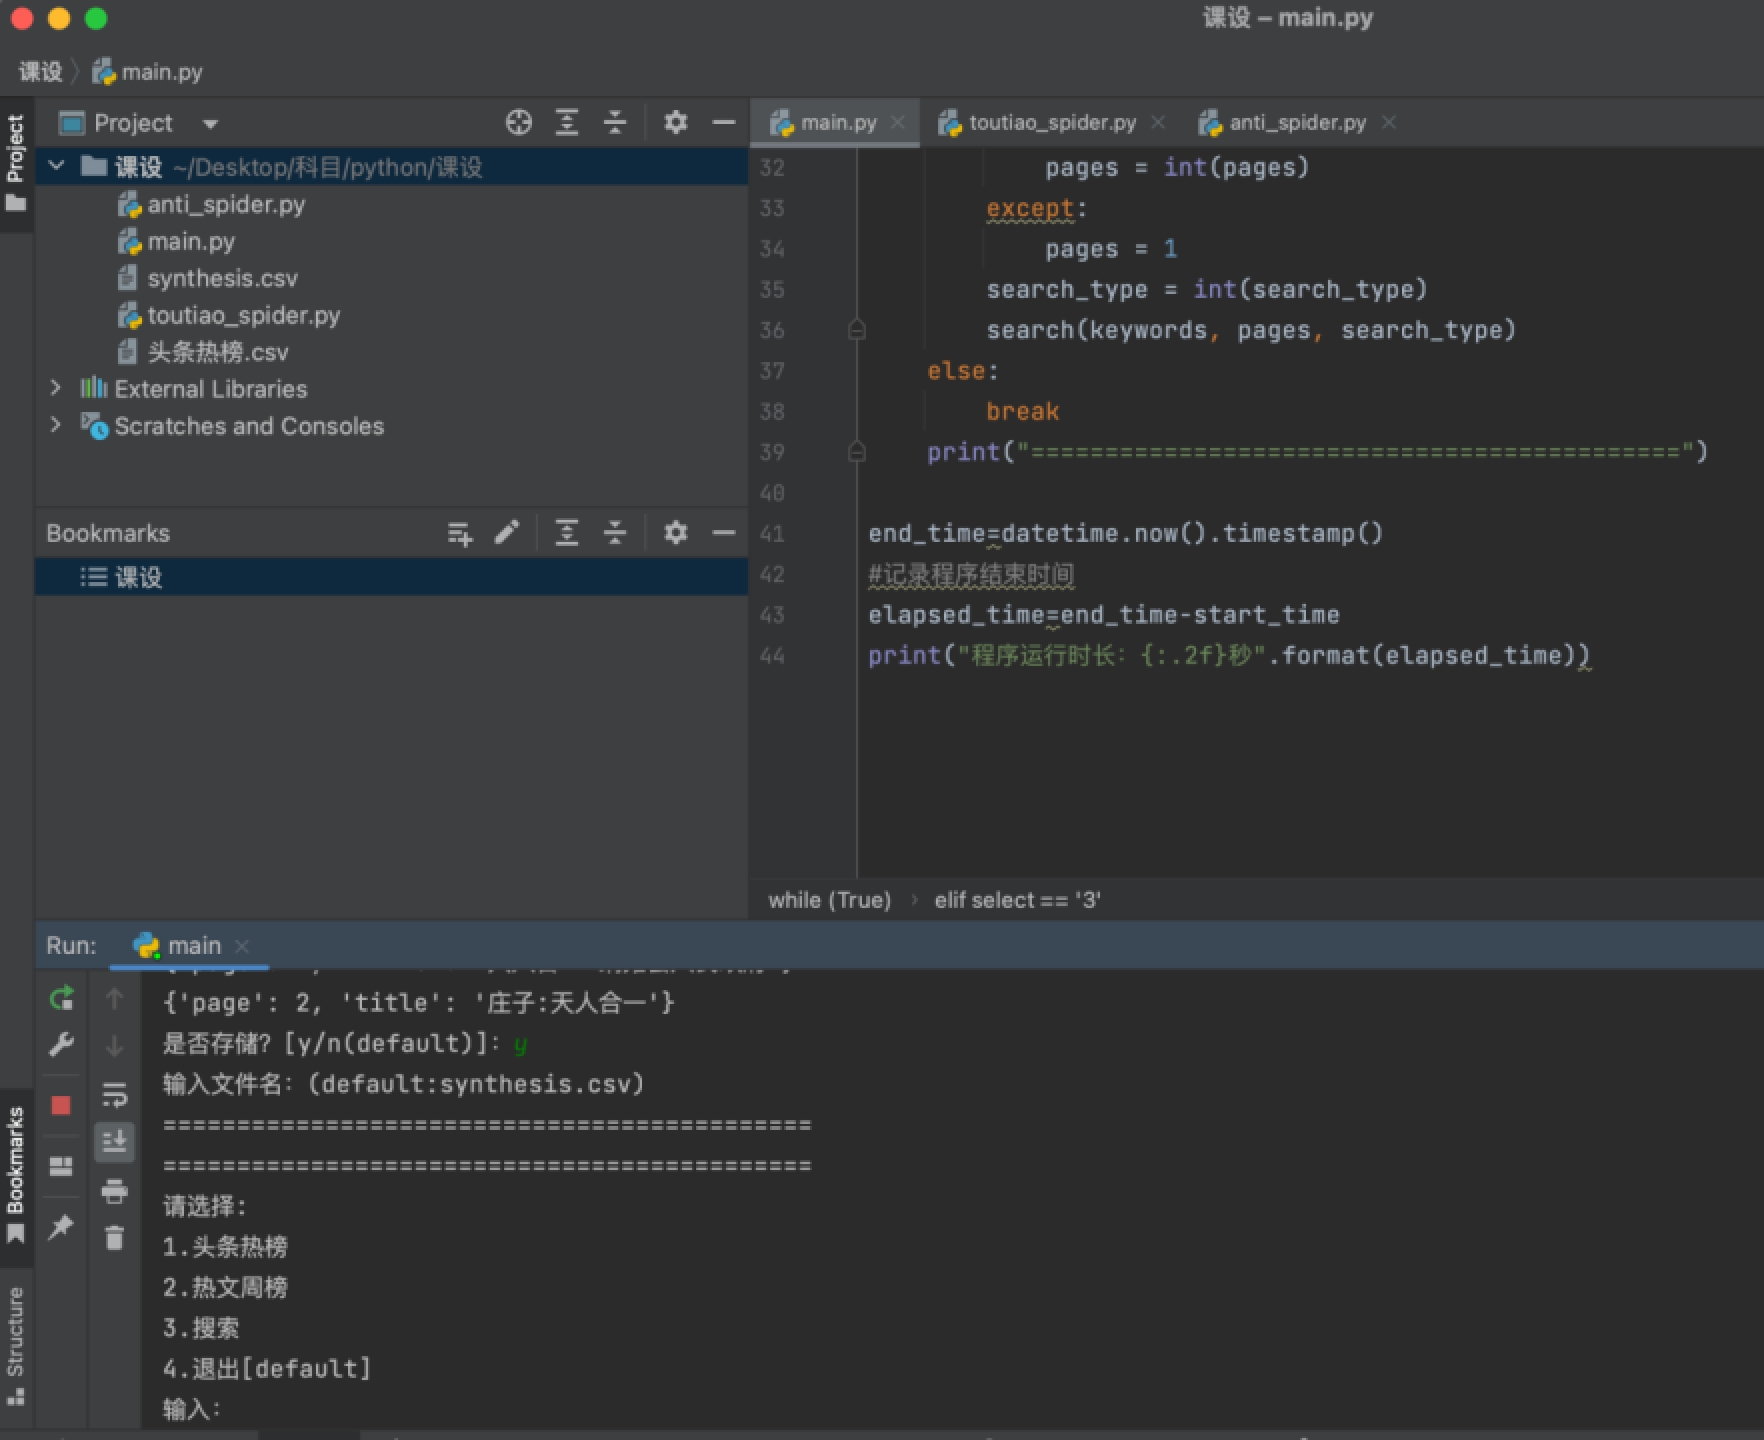 课设 – main.py
课设 〉 main.py
Project
Project
课设 ~/Desktop/科目/python/课设
anti_spider.py
main.py
synthesis.csv
toutiao_spider.py
头条热榜.csv
External Libraries
Scratches and Consoles
Bookmarks
课设
main.py
toutiao_spider.py
anti_spider.py
32 pages = int(pages)
33 except:
34 pages = 1
35 search_type = int(search_type)
36 search(keywords, pages, search_type)
37 else:
38 break
39 print("============================================")
40
41 end_time=datetime.now().timestamp()
42 #记录程序结束时间
43 elapsed_time=end_time-start_time
44 print("程序运行时长: {:.2f}秒".format(elapsed_time))
while (True) › elif select == '3'
Run: main
{'page': 2, 'title': '庄子:天人合一'}
是否存储? [y/n(default)]: y
输入文件名: (default:synthesis.csv)
============================================
============================================
请选择:
1.头条热榜
2.热文周榜
3.搜索
4.退出[default]
输入:
Bookmarks
Structure